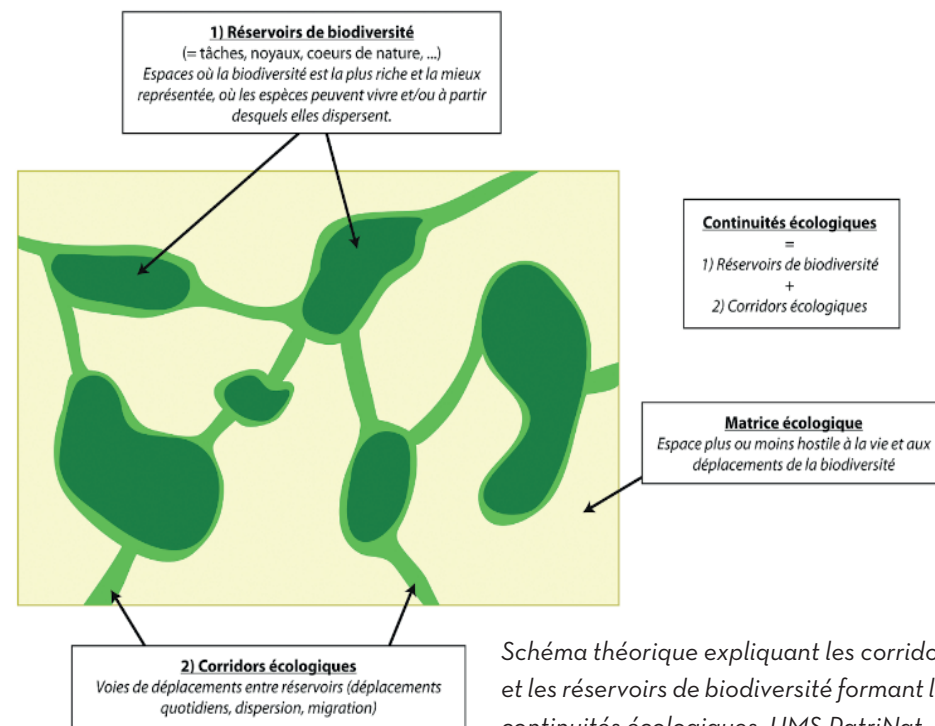 1) Réservoirs de biodiversité
(= tâches, noyaux, coeurs de nature, ...)
Espaces où la biodiversité est la plus riche et la mieux
représentée, où les espèces peuvent vivre et/ou à partir
desquels elles dispersent.
Continuités écologiques
=
1) Réservoirs de biodiversité
+
2) Corridors écologiques
Matrice écologique
Espace plus ou moins hostile à la vie et aux
déplacements de la biodiversité
2) Corridors écologiques
Voies de déplacements entre réservoirs (déplacements
quotidiens, dispersion, migration)
Schéma théorique expliquant les
et les réservoirs de biodiversité formant
continuités écologiques, UMS PatriNat